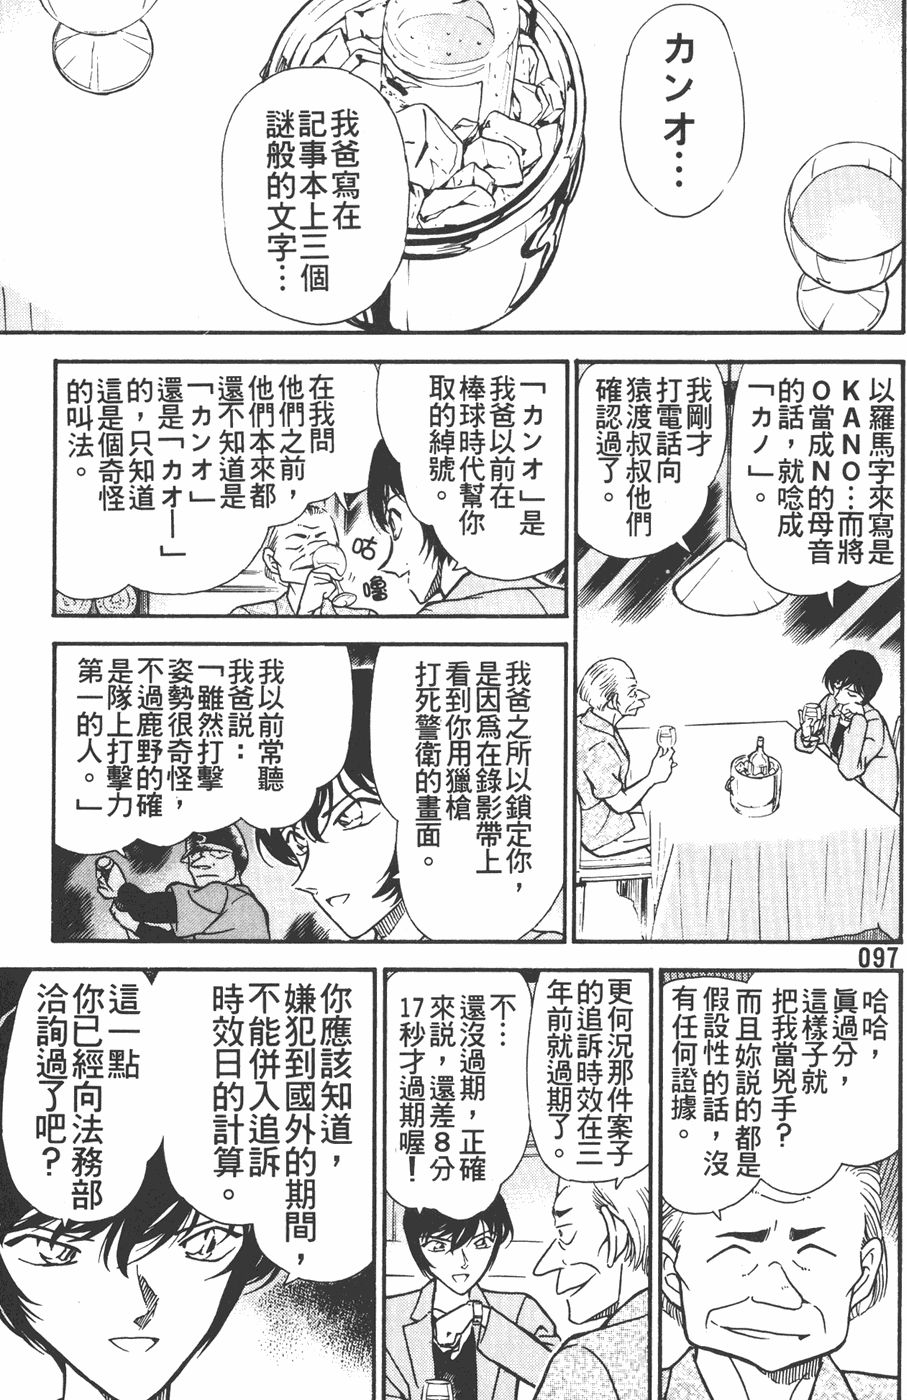 カンオ…
我爸寫在
記事本上三個
謎般的文字…
以羅馬字來寫是
KANO…而將
O當成N的母音
的話，就唸成
「カノ」。
我剛才
打電話向
猿渡叔叔他們
確認過了。
「カンオ」是
我爸以前在
棒球時代幫你
取的綽號。
在我問
他們之前，
他們本來都
還不知道是
「カンオ」
還是「カオー」
的，只知道
這是個奇怪
的叫法。
咕
嚕
我爸之所以鎖定你，
是因為在錄影帶上
看到你用獵槍
打死警衛的畫面。
我以前常聽
我爸說：
「雖然打擊
姿勢很奇怪，
不過鹿野的確
是隊上打擊力
第一的人。」
097
哈哈，
真過分，
這樣子就
把我當兇手？
而且妳說的都是
假設性的話，沒
有任何證據。
更何況那件案子
的追訴時效在三
年前就過期了。
不…
還沒過期，正確
來說，還差8分
17秒才過期喔！
你應該知道，
嫌犯到國外的期間，
不能併入追訴
時效日的計算。
這一點
你已經向法務部
洽詢過了吧？